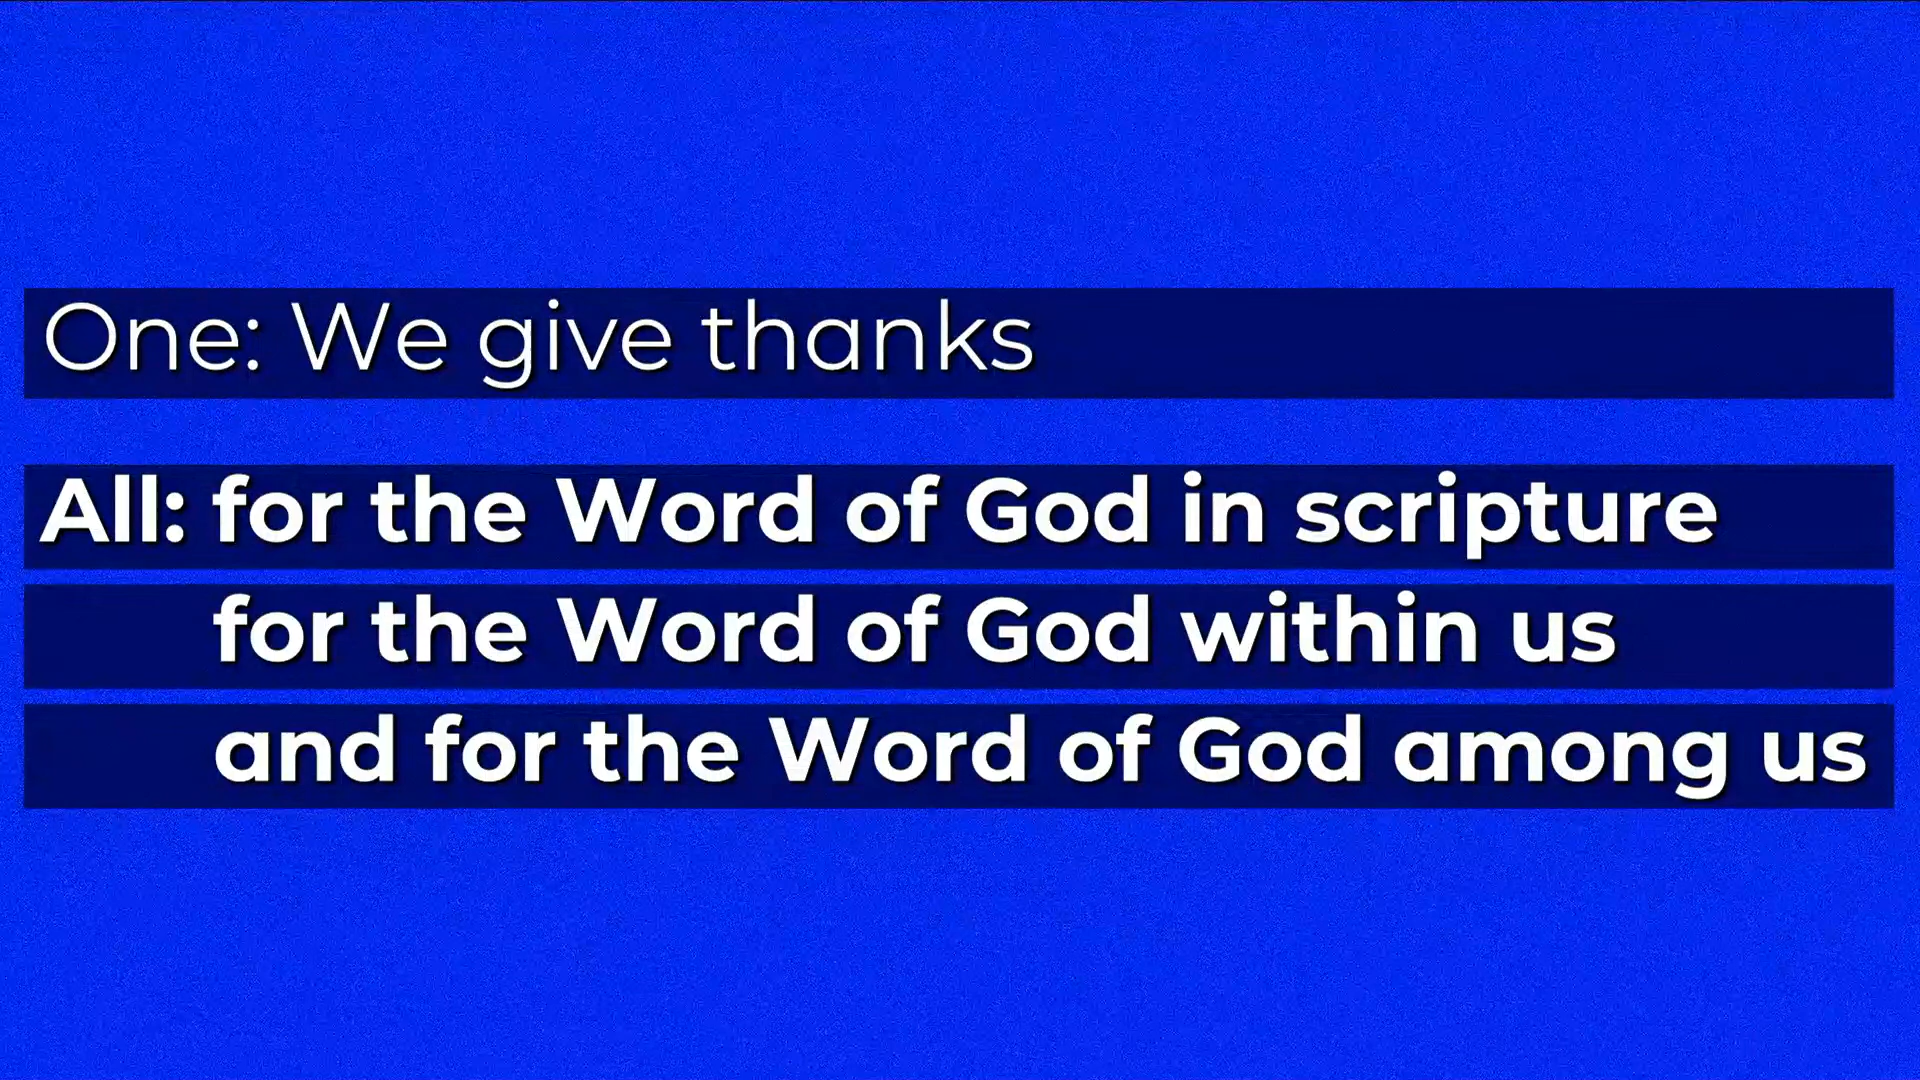 One: We give thanks
All: for the Word of God in scripture
for the Word of God within us
and for the Word of God among us